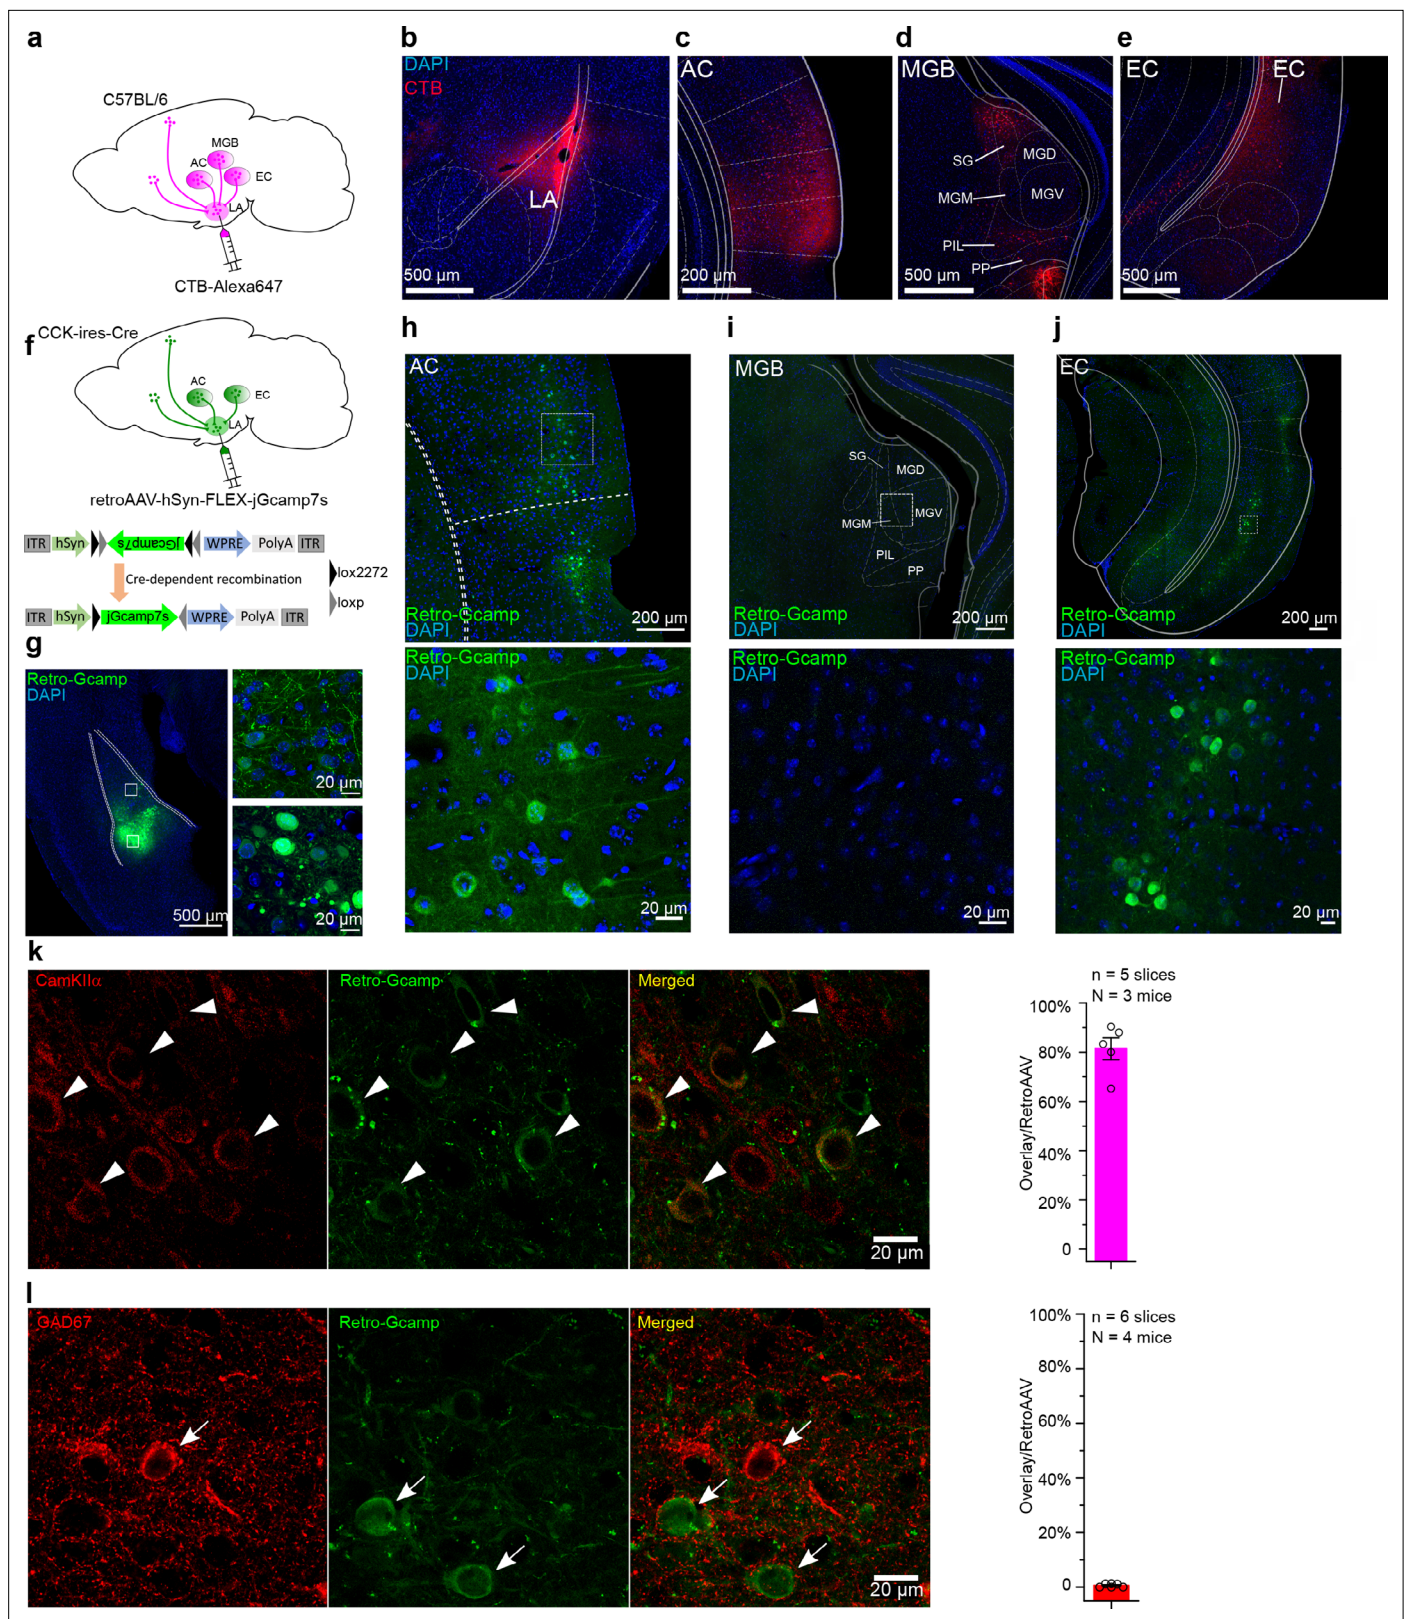 a
C57BL/6
MGB
AC
EC
LA
CTB-Alexa647
b
DAPI
CTB
LA
500 µm
c
AC
200 µm
d
MGB
SG
MGD
MGM
MGV
PIL
PP
500 µm
e
EC
EC
500 µm
f
CCK-ires-Cre
AC
EC
LA
retroAAV-hSyn-FLEX-jGcamp7s
ITR hSyn jGcamp7s WPRE PolyA ITR
Cre-dependent recombination
lox2272
loxp
ITR hSyn jGcamp7s WPRE PolyA ITR
g
Retro-Gcamp
DAPI
500 µm
20 µm
20 µm
h
AC
Retro-Gcamp
DAPI
200 µm
Retro-Gcamp
DAPI
20 µm
i
MGB
SG
MGD
MGM
MGV
PIL
PP
Retro-Gcamp
DAPI
200 µm
Retro-Gcamp
DAPI
20 µm
j
EC
Retro-Gcamp
DAPI
200 µm
Retro-Gcamp
DAPI
20 µm
k
CamKIIα
Retro-Gcamp
Merged
20 µm
n = 5 slices
N = 3 mice
100%
80%
60%
40%
20%
0
Overlay/RetroAAV
l
GAD67
Retro-Gcamp
Merged
20 µm
n = 6 slices
N = 4 mice
100%
80%
60%
40%
20%
0
Overlay/RetroAAV